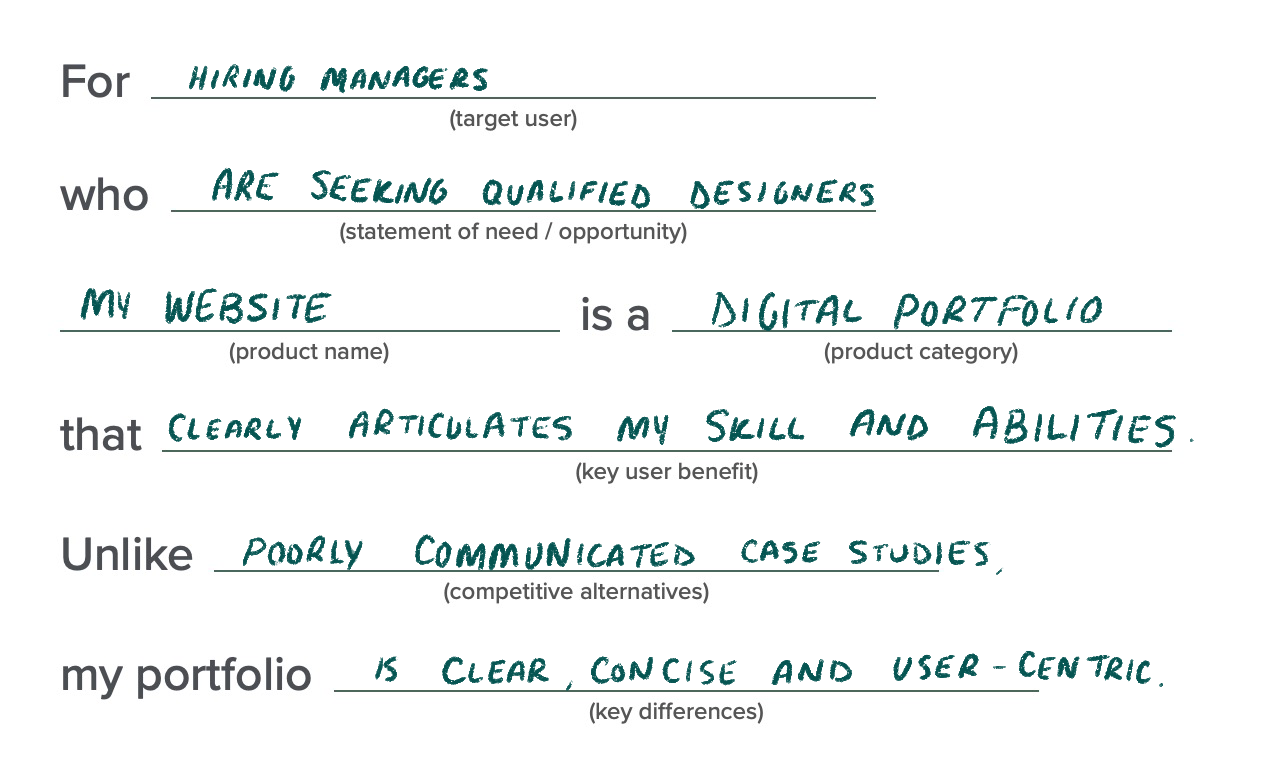 For HIRING MANAGERS
(target user)
who ARE SEEKING QUALIFIED DESIGNERS
(statement of need / opportunity)
MY WEBSITE is a DIGITAL PORTFOLIO
(product name) (product category)
that CLEARLY ARTICULATES MY SKILL AND ABILITIES.
(key user benefit)
Unlike POORLY COMMUNICATED CASE STUDIES,
(competitive alternatives)
my portfolio IS CLEAR, CONCISE AND USER-CENTRIC.
(key differences)